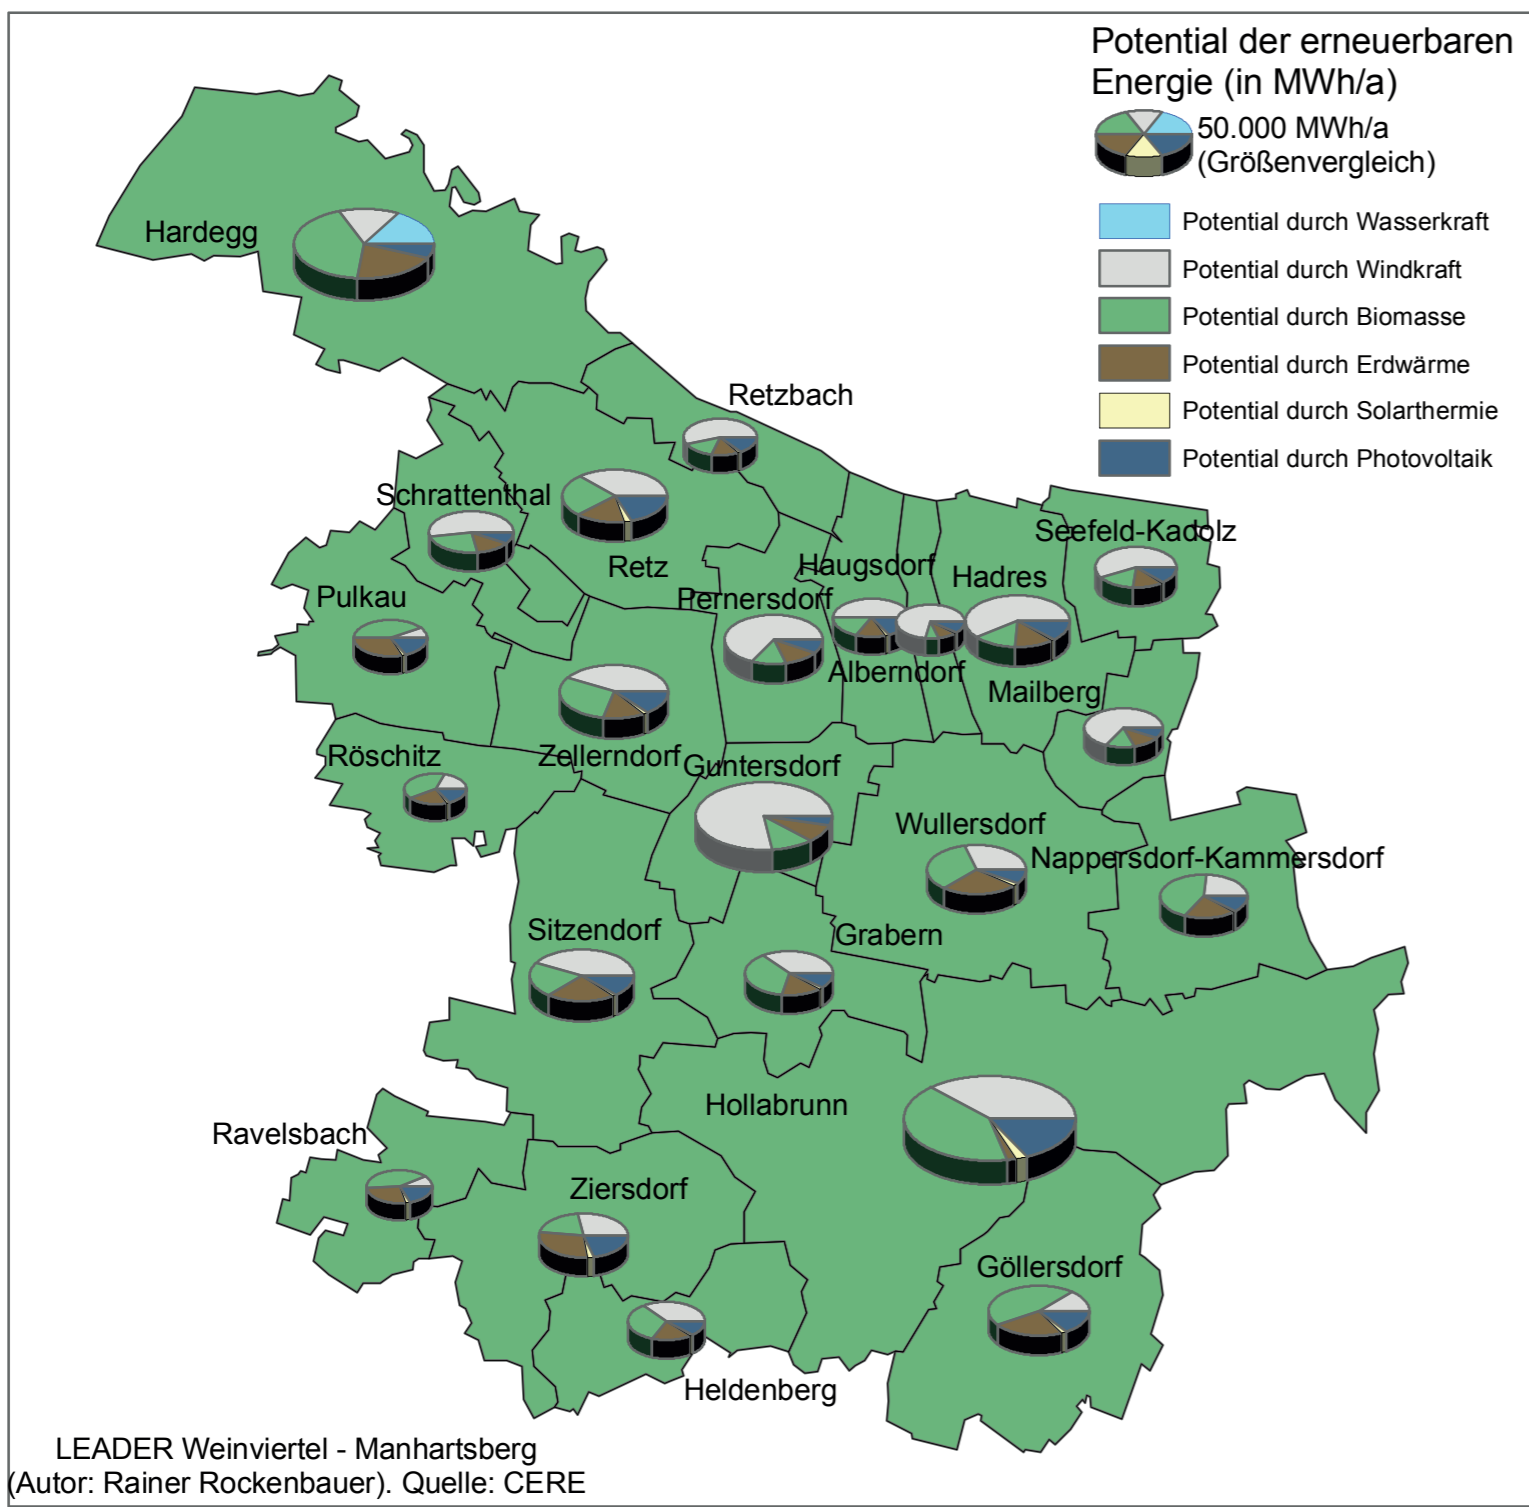 Potential der erneuerbaren
Energie (in MWh/a)
50.000 MWh/a
(Größenvergleich)
Potential durch Wasserkraft
Potential durch Windkraft
Potential durch Biomasse
Potential durch Erdwärme
Potential durch Solarthermie
Potential durch Photovoltaik
Hardegg
Retzbach
Schrattenthal
Retz
Seefeld-Kadolz
Haugsdorf
Hadres
Pulkau
Pernersdorf
Alberndorf
Mailberg
Röschitz
Zellerndorf
Guntersdorf
Wullersdorf
Nappersdorf-Kammersdorf
Sitzendorf
Grabern
Hollabrunn
Ravelsbach
Ziersdorf
Göllersdorf
Heldenberg
LEADER Weinviertel - Manhartsberg
(Autor: Rainer Rockenbauer). Quelle: CERE